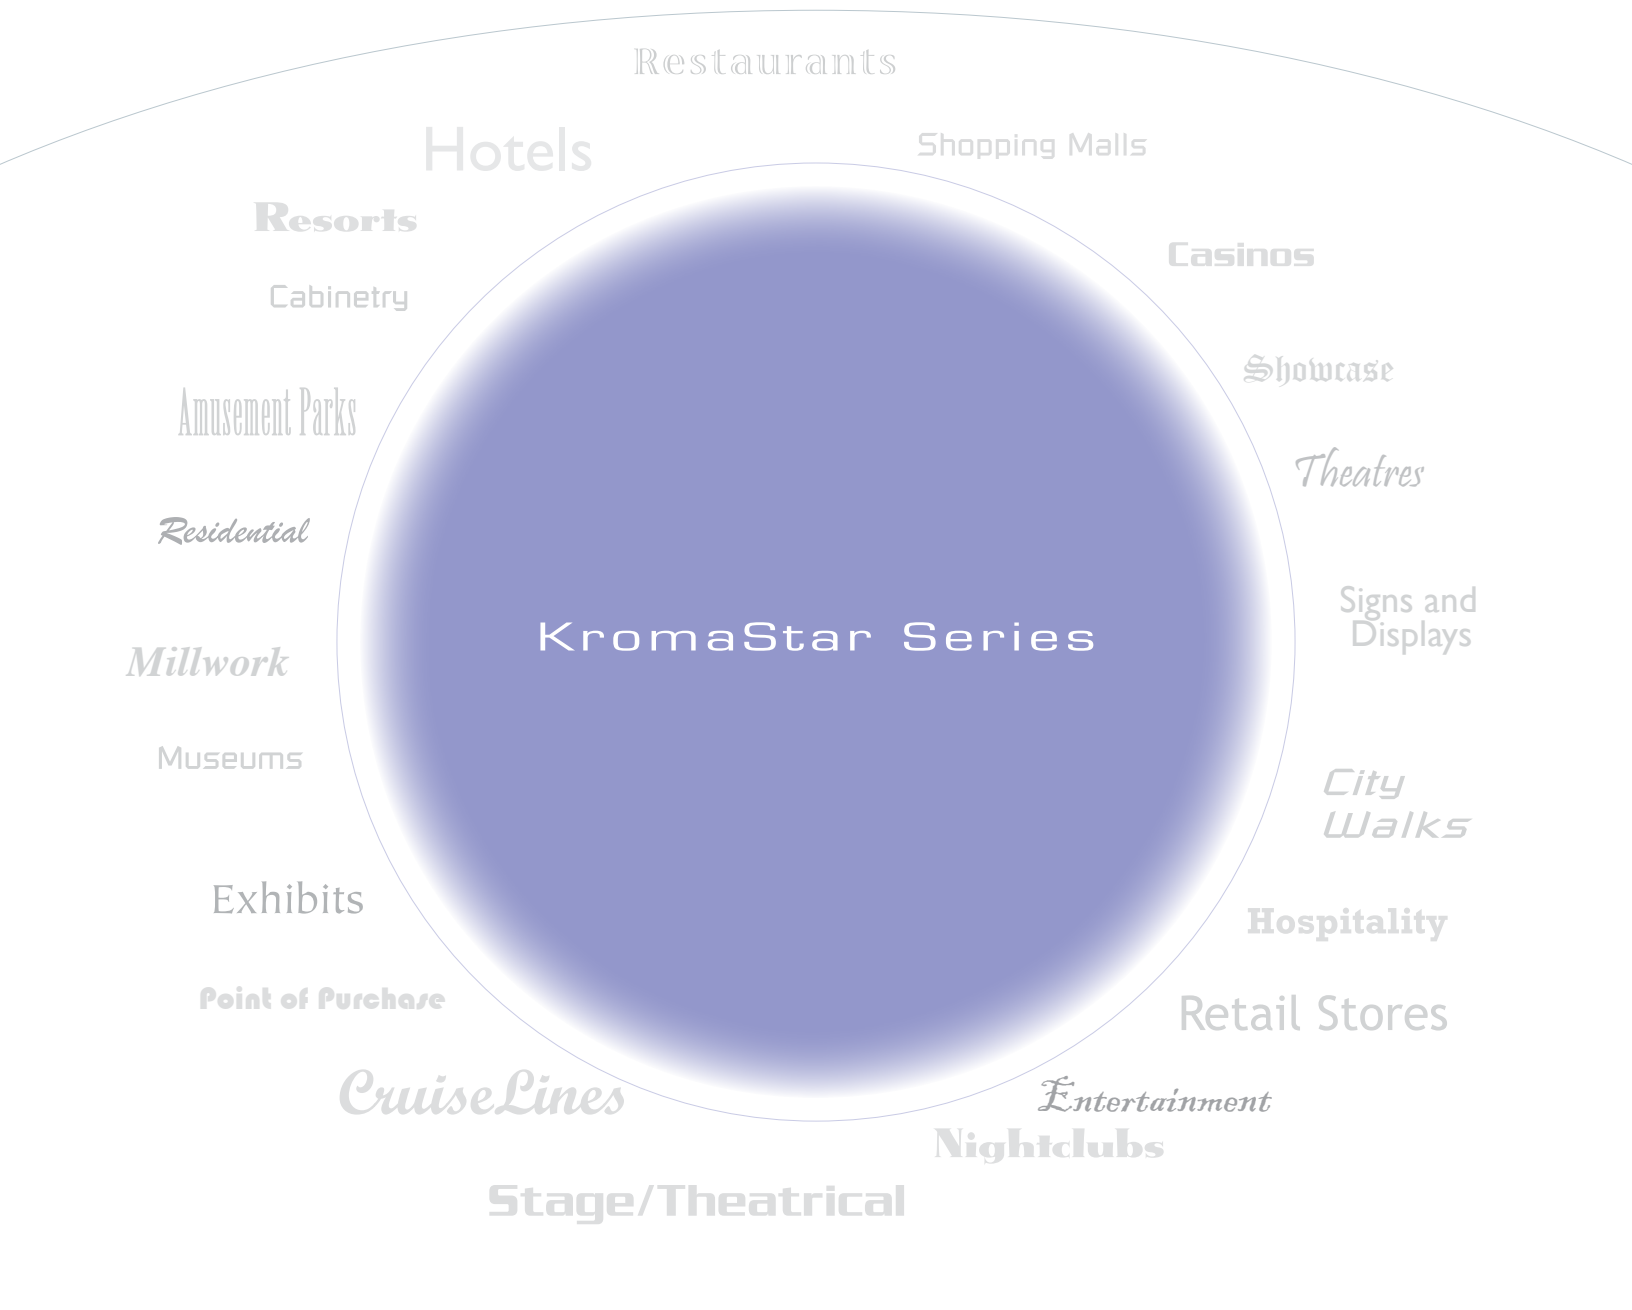 Restaurants
Hotels
Shopping Malls
Resorts
Casinos
Cabinetry
Showcase
Amusement Parks
Theatres
Residential
Signs and
Displays
KromaStar Series
Millwork
Museums
City
Walks
Exhibits
Hospitality
Point of Purchase
Retail Stores
CruiseLines
Entertainment
Nightclubs
Stage/Theatrical